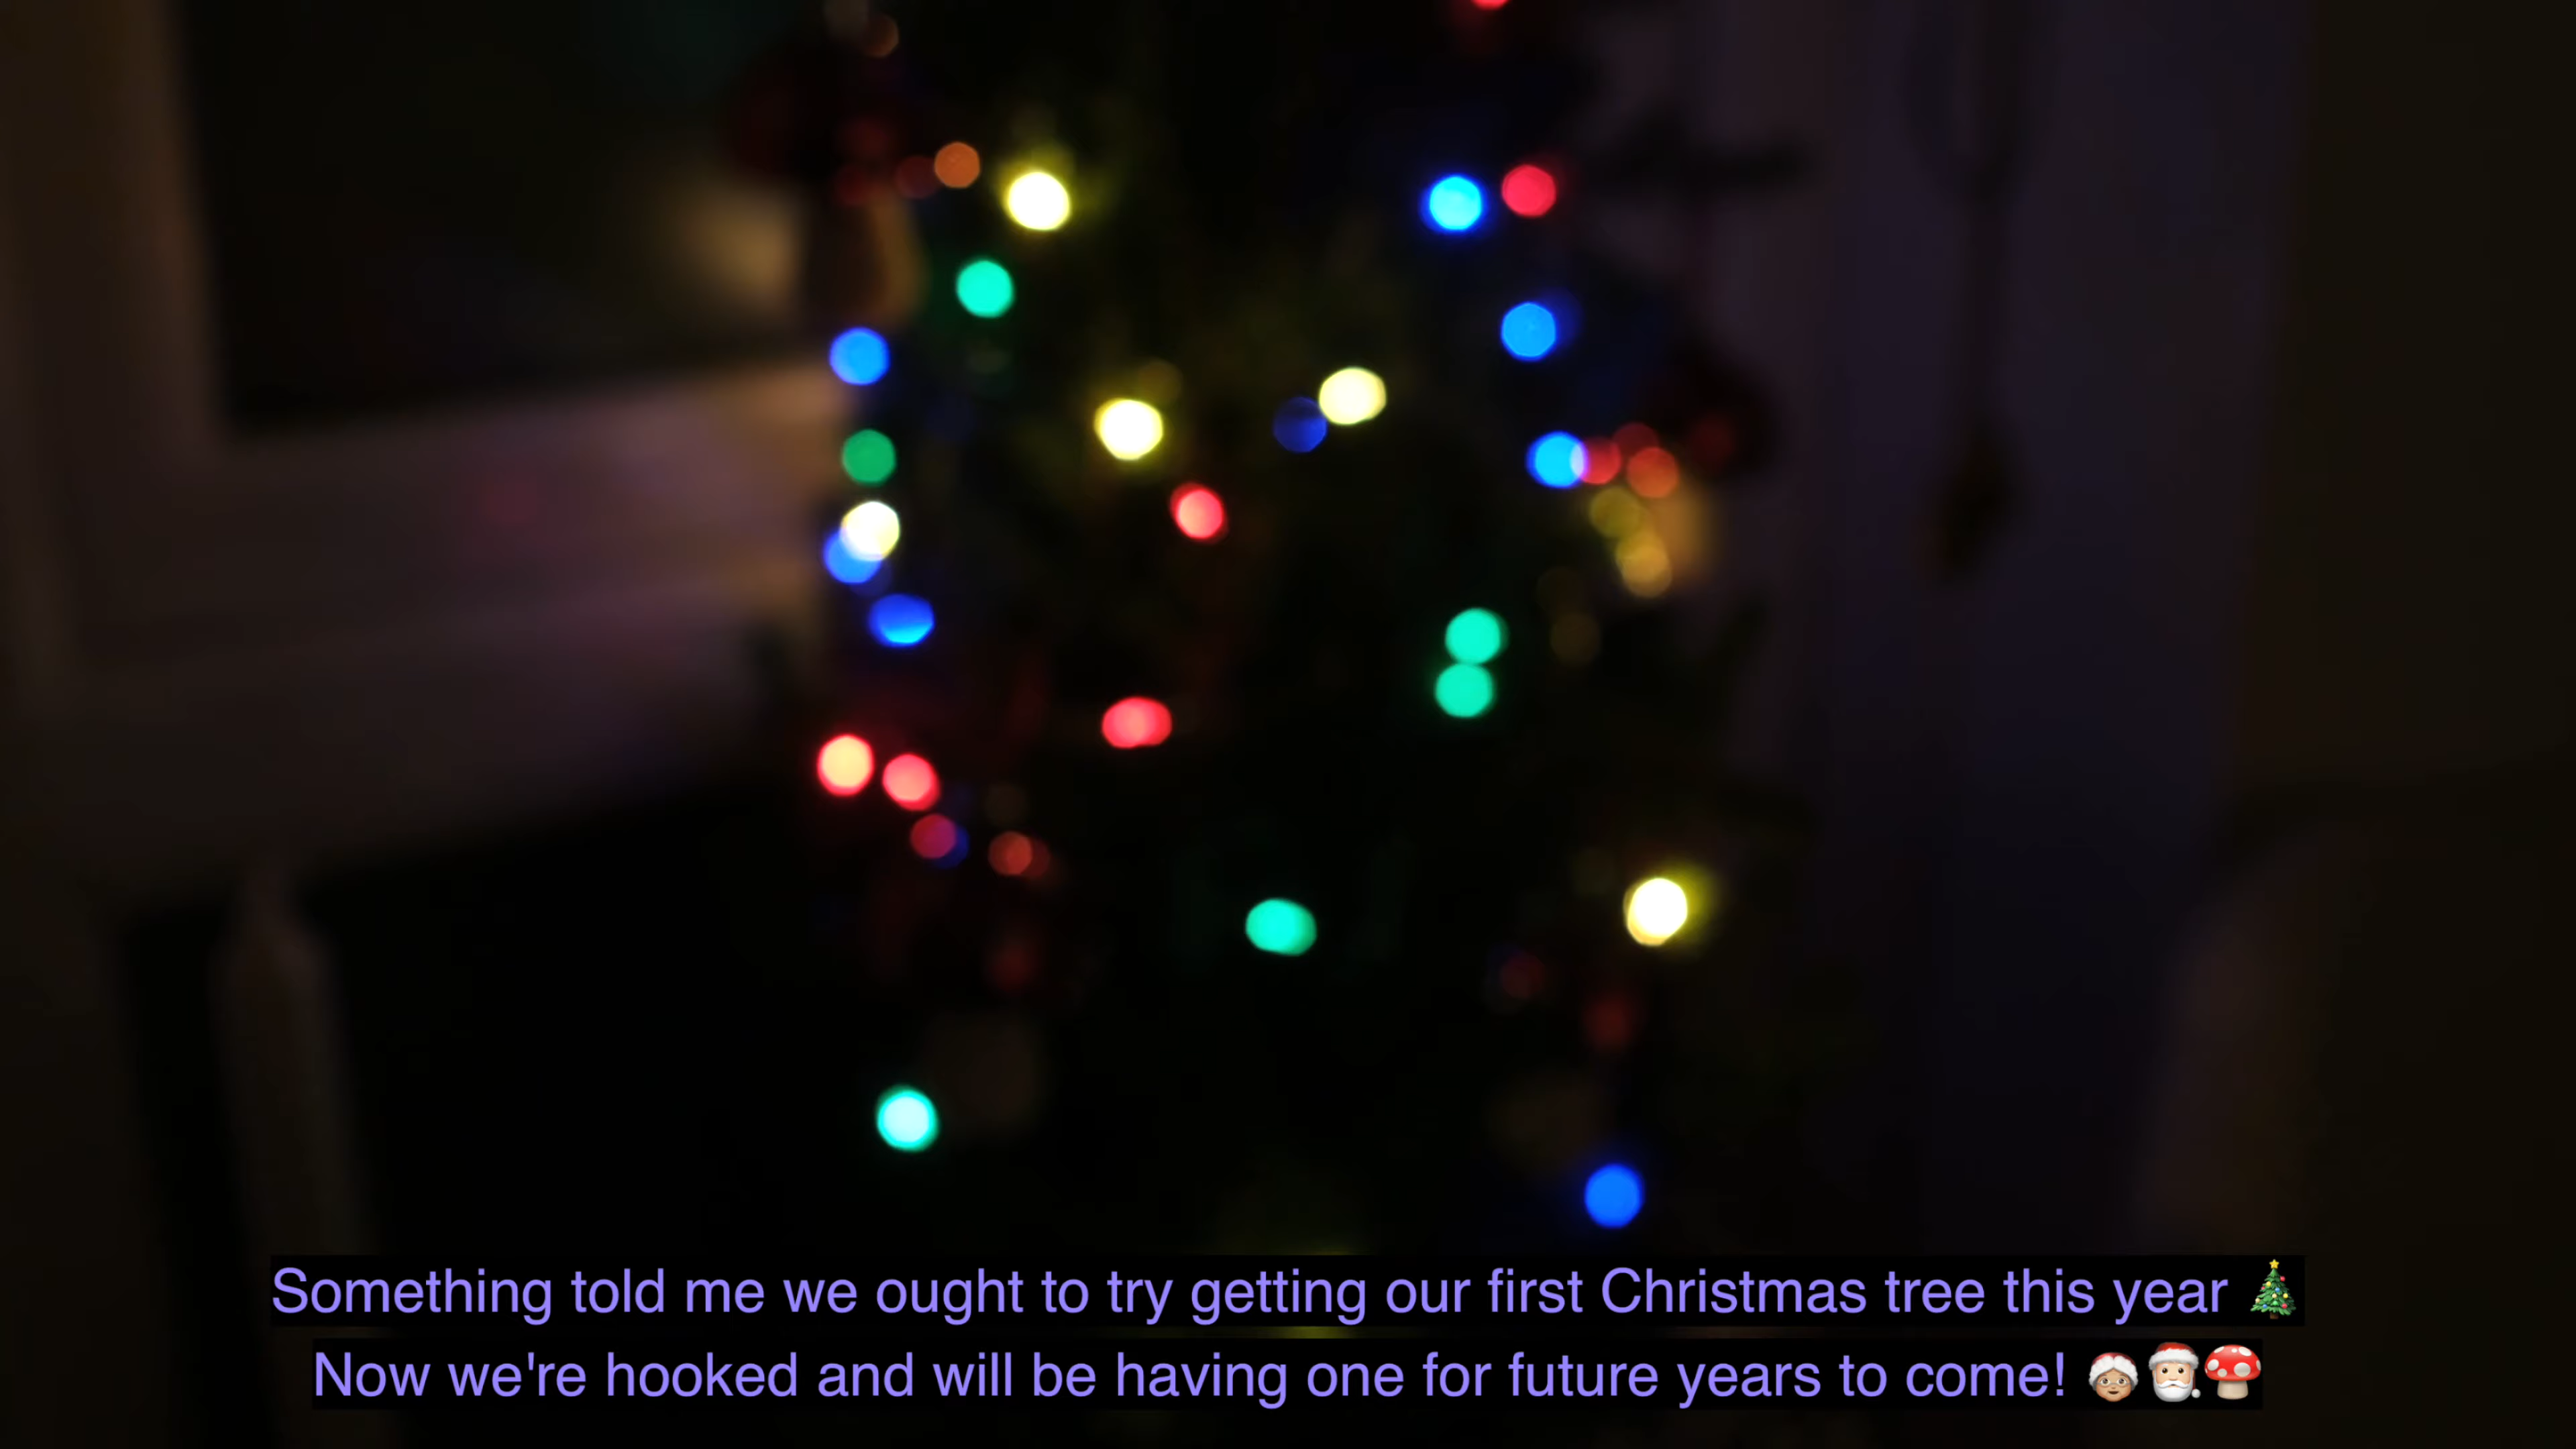 Something told me we ought to try getting our first Christmas tree this year 🎄
Now we're hooked and will be having one for future years to come! 🤶🏼🎅🏻🍄